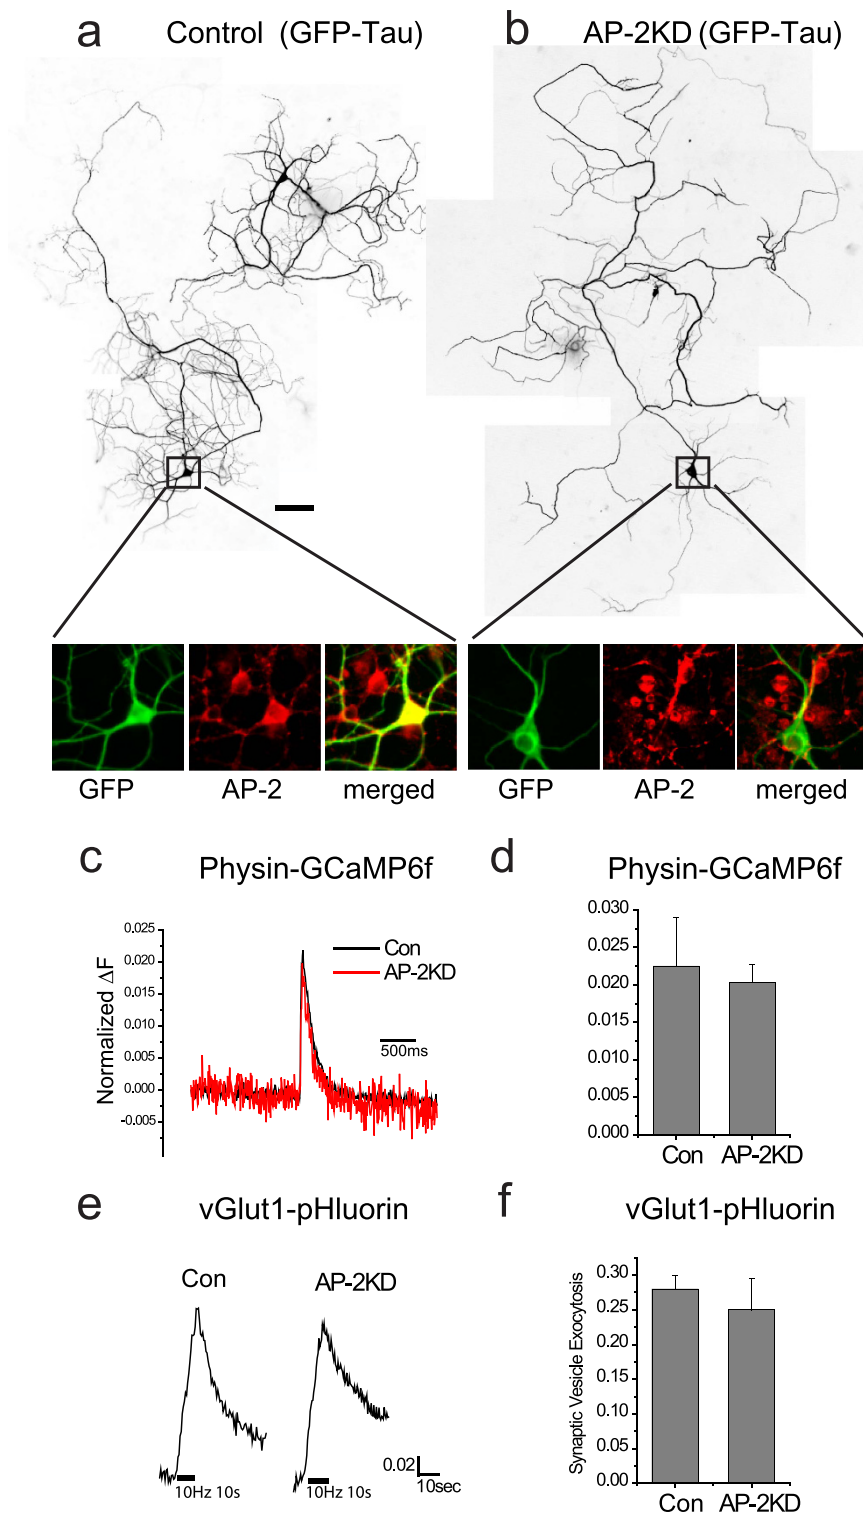 a Control (GFP-Tau)
b AP-2KD (GFP-Tau)
GFP AP-2 merged
GFP AP-2 merged
c Physin-GCaMP6f
Normalized ΔF
0.025
0.020
0.015
0.010
0.005
0.000
-0.005
Con
AP-2KD
500ms
d Physin-GCaMP6f
0.030
0.025
0.020
0.015
0.010
0.005
0.000
Con AP-2KD
e vGlut1-pHluorin
Con AP-2KD
10Hz 10s 10Hz 10s
0.02
10sec
f vGlut1-pHluorin
Synaptic Vesicle Exocytosis
0.30
0.25
0.20
0.15
0.10
0.05
0.00
Con AP-2KD